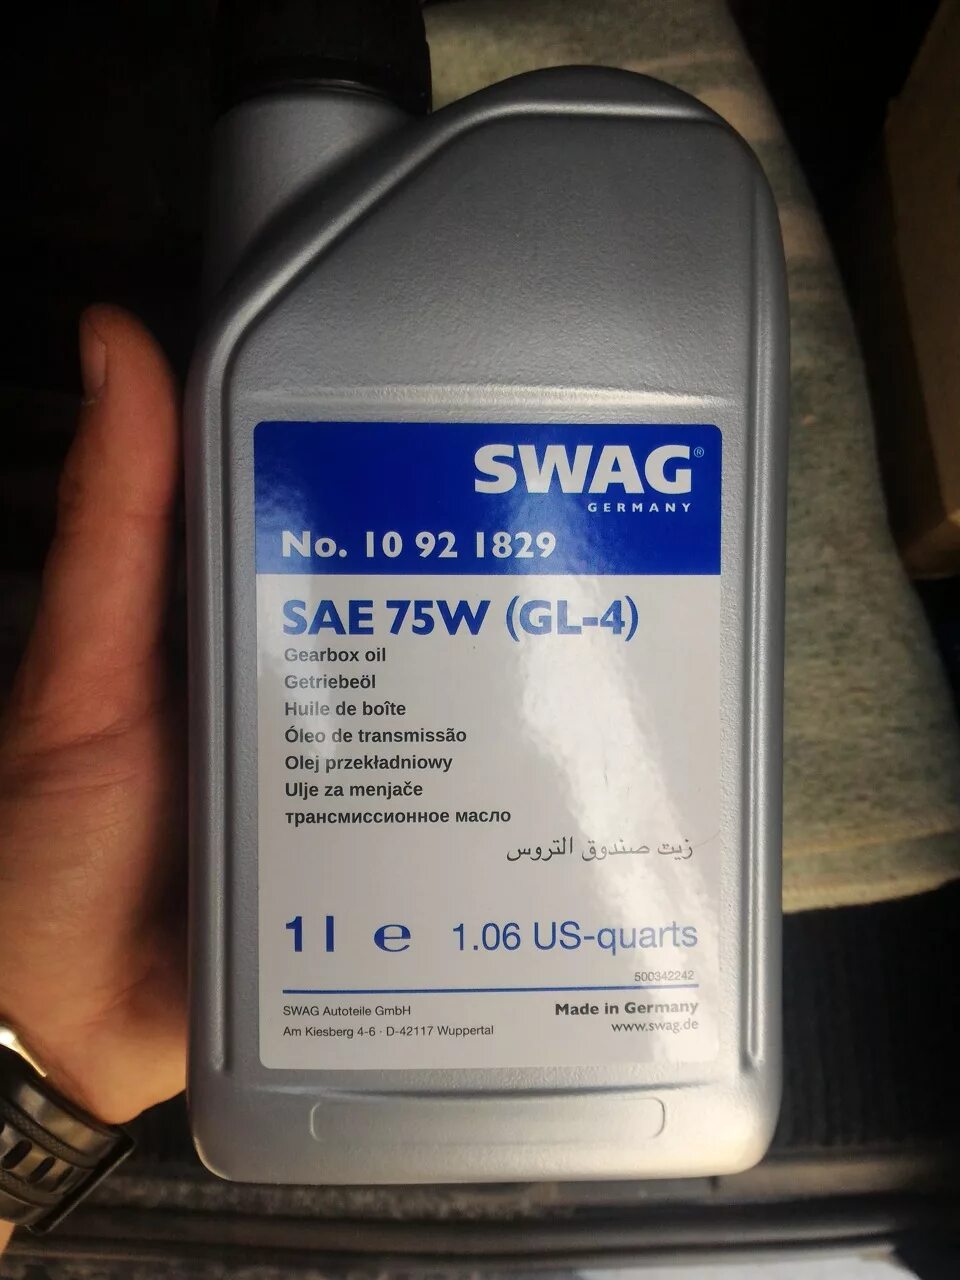 SWAG®
GERMANY
No. 10 92 1829
SAE 75W (GL-4)
Gearbox oil
Getriebeöl
Huile de boîte
Óleo de transmissão
Olej przekładniowy
Ulje za menjače
трансмиссионное масло
زيت صندوق التروس
1 l e 1.06 US-quarts
500342242
SWAG Autoteile GmbH Made in Germany
Am Kiesberg 4-6 · D-42117 Wuppertal www.swag.de